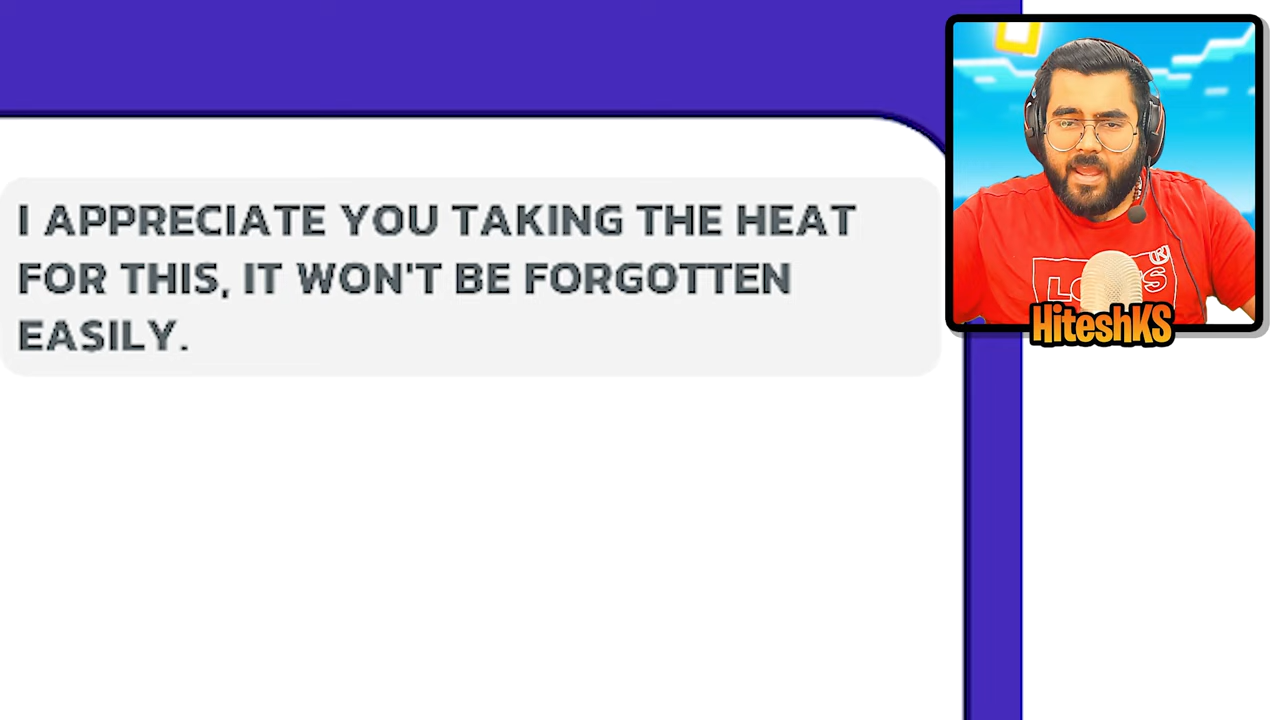 I APPRECIATE YOU TAKING THE HEAT
FOR THIS, IT WON'T BE FORGOTTEN
EASILY.
HiteshKS